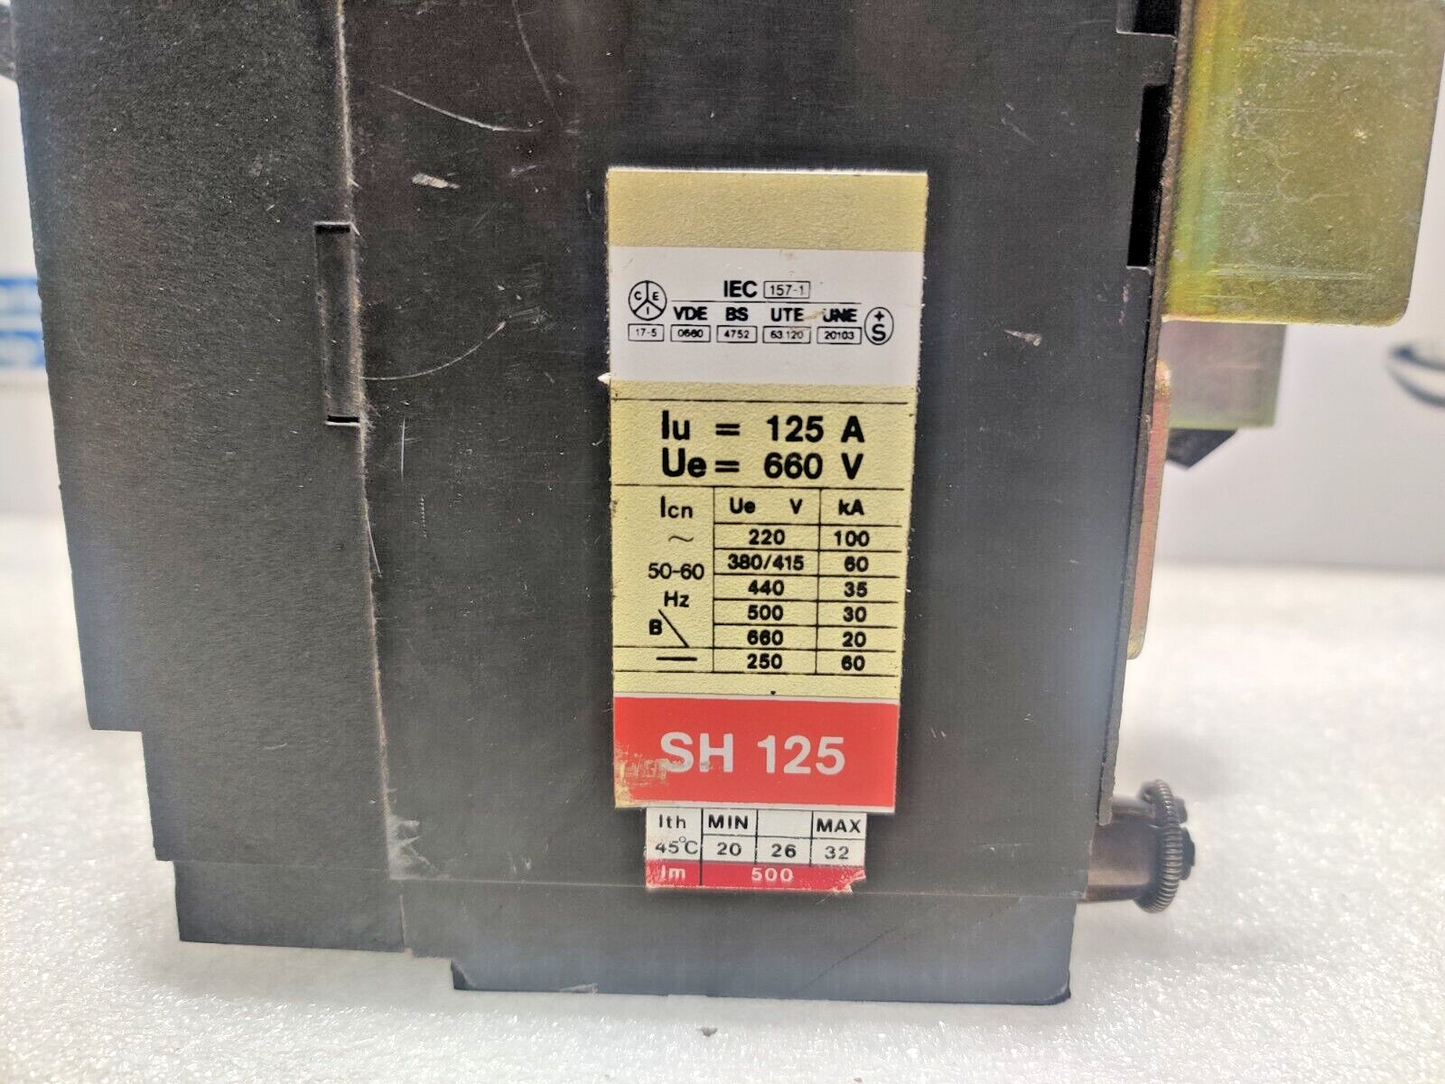 IEC 157-1
C E I
VDE BS UTE UNE
17-5 0660 4752 63.120 20103
+ S
Iu = 125 A
Ue = 660 V
Icn Ue V kA
~ 220 100
50-60 380/415 60
Hz 440 35
500 30
B 660 20
— 250 60
SH 125
Ith MIN MAX
45°C 20 26 32
Im 500